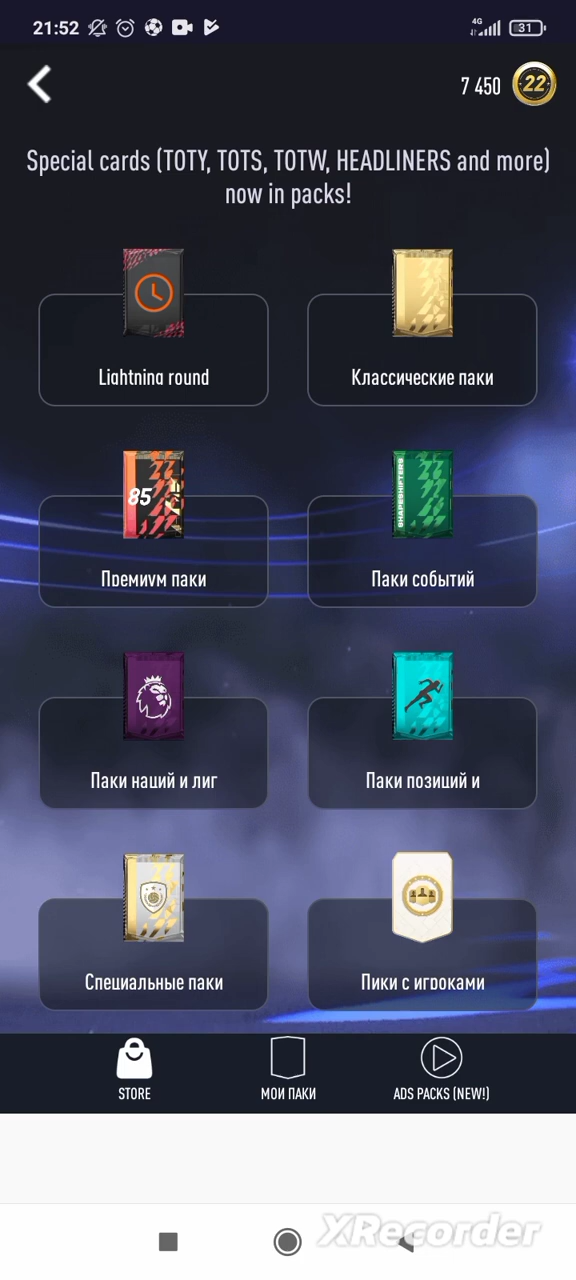 21:52
4G
31
7 450
22
Special cards (TOTY, TOTS, TOTW, HEADLINERS and more)
now in packs!
Lightning round
Классические паки
85
SHAPESHIFTERS
Премиум паки
Паки событий
Паки наций и лиг
Паки позиций и
Специальные паки
Пики с игроками
STORE
МОИ ПАКИ
ADS PACKS (NEW!)
XRecorder